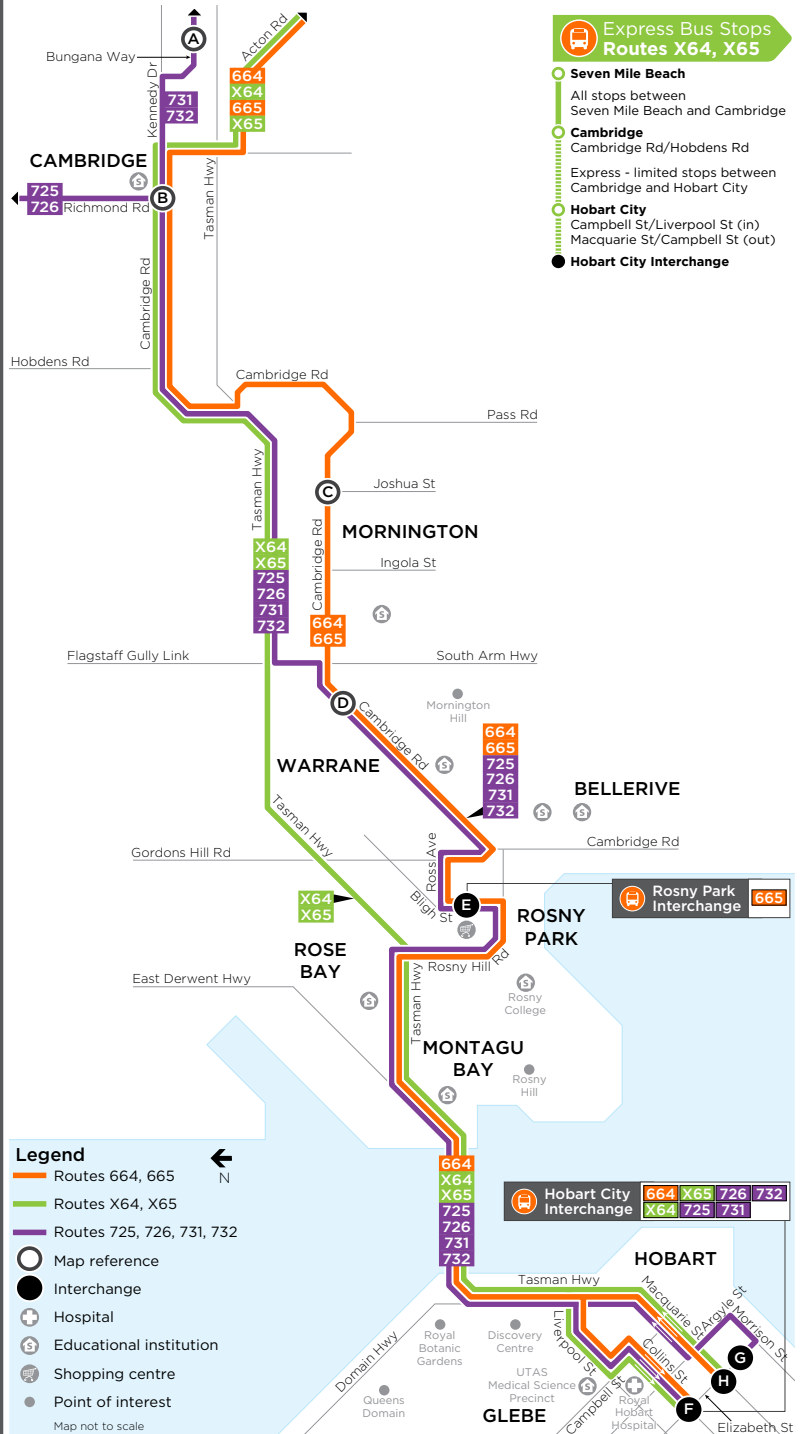 A
Bungana Way
Kennedy Dr
Acton Rd
664
X64
665
X65
731
732
CAMBRIDGE
S
725
726
Richmond Rd
B
Tasman Hwy
Cambridge Rd
Express Bus Stops
Routes X64, X65
Seven Mile Beach
All stops between
Seven Mile Beach and Cambridge
Cambridge
Cambridge Rd/Hobdens Rd
Express - limited stops between
Cambridge and Hobart City
Hobart City
Campbell St/Liverpool St (in)
Macquarie St/Campbell St (out)
Hobart City Interchange
Hobdens Rd
Cambridge Rd
Pass Rd
Tasman Hwy
C
Joshua St
MORNINGTON
Cambridge Rd
Ingola St
X64
X65
725
726
731
732
664
665
S
Flagstaff Gully Link
South Arm Hwy
D
Mornington
Hill
Cambridge Rd
S
WARRANE
664
665
725
726
731
732
BELLERIVE
S
S
Tasman Hwy
Cambridge Rd
Gordons Hill Rd
Ross Ave
Bligh St
E
X64
X65
Rosny Park
Interchange
665
ROSNY
PARK
ROSE
BAY
Rosny Hill Rd
East Derwent Hwy
S
Tasman Hwy
S
Rosny
College
MONTAGU
BAY
Rosny
Hill
S
Legend
N
Routes 664, 665
Routes X64, X65
Routes 725, 726, 731, 732
Map reference
Interchange
Hospital
S
Educational institution
Shopping centre
Point of interest
Map not to scale
664
X64
X65
725
726
731
732
Hobart City
Interchange
664 X65 726 732
X64 725 731
HOBART
Tasman Hwy
Macquarie St
Argyle St
Morrison St
Domain Hwy
Royal
Botanic
Gardens
Discovery
Centre
Liverpool St
Collins St
G
H
UTAS
Medical Science
Precinct
S
Queens
Domain
GLEBE
Campbell St
Royal
Hobart
Hospital
F
Elizabeth St